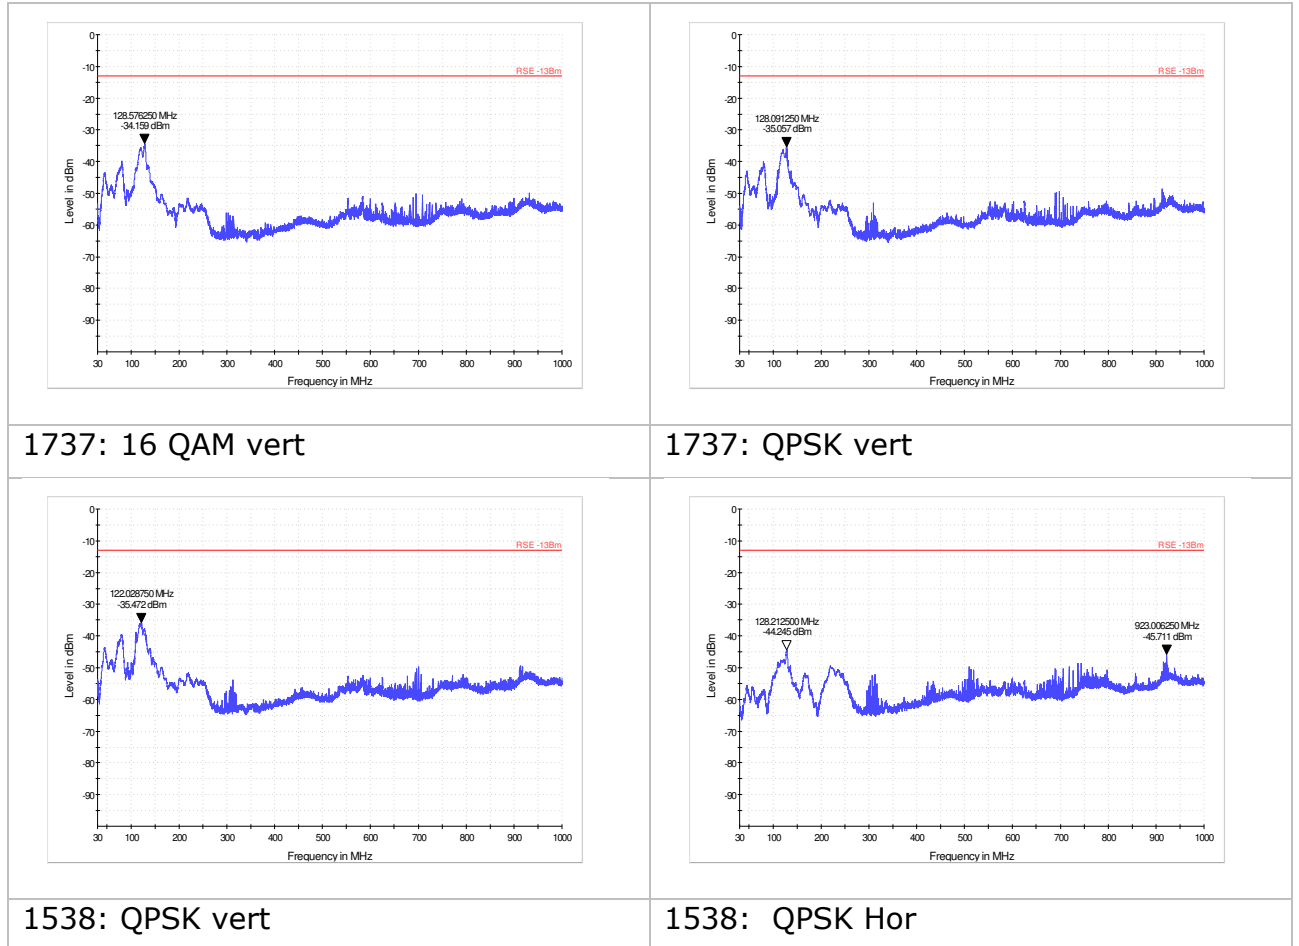 0
-10
-20
-30
-40
-50
-60
-70
-80
-90
Level in dBm
RSE -13Bm
128.576250 MHz
-34.159 dBm
30 100 200 300 400 500 600 700 800 900 1000
Frequency in MHz
0
-10
-20
-30
-40
-50
-60
-70
-80
-90
Level in dBm
RSE -13Bm
128.091250 MHz
-35.057 dBm
30 100 200 300 400 500 600 700 800 900 1000
Frequency in MHz
1737: 16 QAM vert
1737: QPSK vert
0
-10
-20
-30
-40
-50
-60
-70
-80
-90
Level in dBm
RSE -13Bm
122.028750 MHz
-35.472 dBm
30 100 200 300 400 500 600 700 800 900 1000
Frequency in MHz
0
-10
-20
-30
-40
-50
-60
-70
-80
-90
Level in dBm
RSE -13Bm
128.212500 MHz
-44.245 dBm
923.006250 MHz
-45.711 dBm
30 100 200 300 400 500 600 700 800 900 1000
Frequency in MHz
1538: QPSK vert
1538: QPSK Hor